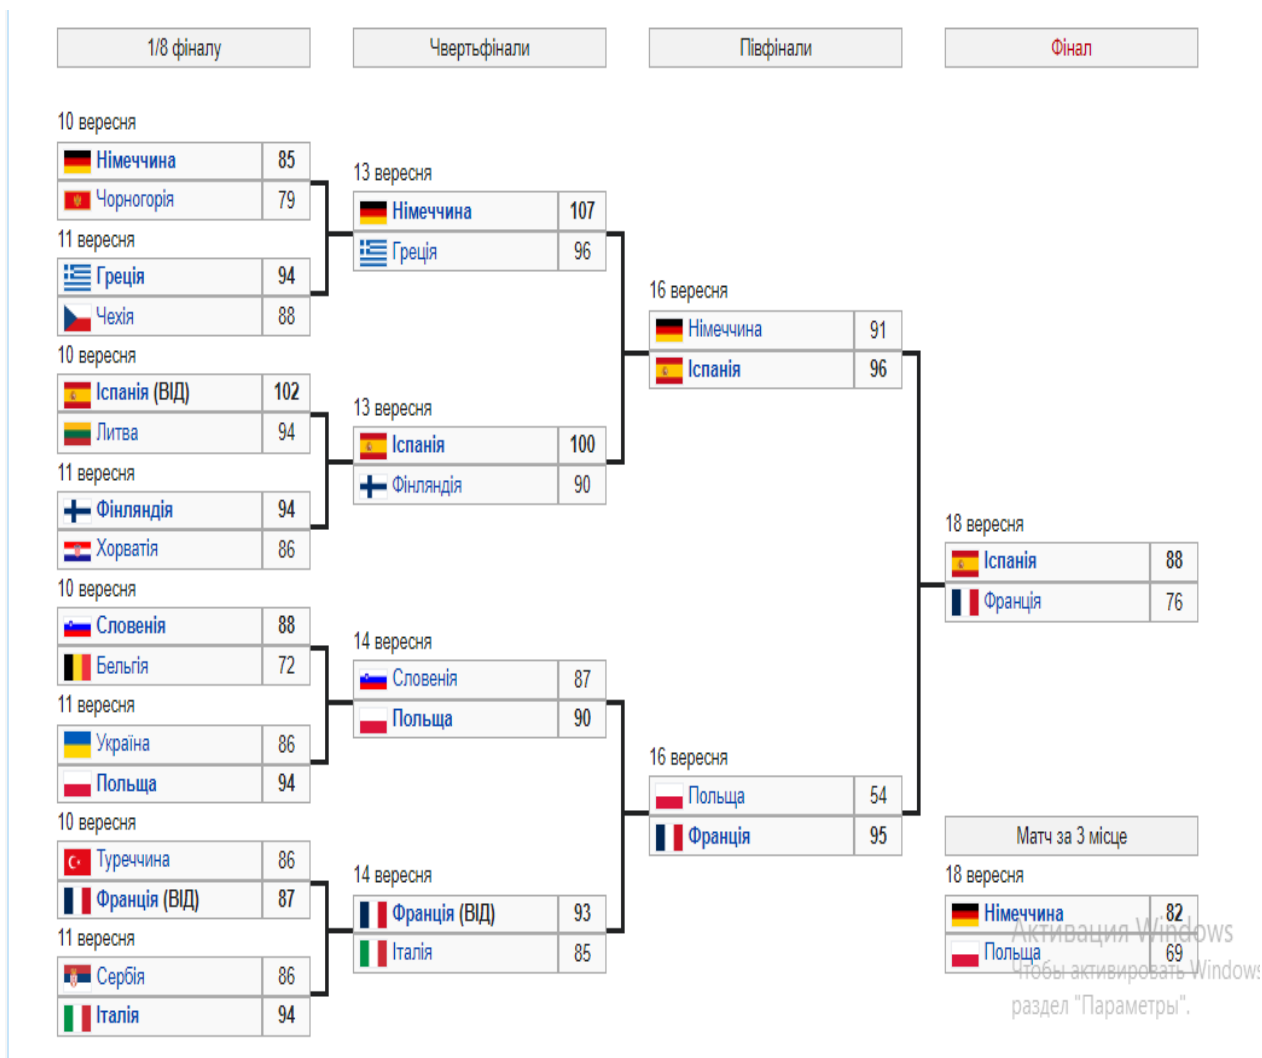 1/8 фіналу
Чвертьфінали
Півфінали
Фінал
10 вересня
Німеччина 85
Чорногорія 79
11 вересня
Греція 94
Чехія 88
10 вересня
Іспанія (ВІД) 102
Литва 94
11 вересня
Фінляндія 94
Хорватія 86
10 вересня
Словенія 88
Бельгія 72
11 вересня
Україна 86
Польща 94
10 вересня
Туреччина 86
Франція (ВІД) 87
11 вересня
Сербія 86
Італія 94
13 вересня
Німеччина 107
Греція 96
13 вересня
Іспанія 100
Фінляндія 90
14 вересня
Словенія 87
Польща 90
14 вересня
Франція (ВІД) 93
Італія 85
16 вересня
Німеччина 91
Іспанія 96
16 вересня
Польща 54
Франція 95
18 вересня
Іспанія 88
Франція 76
Матч за 3 місце
18 вересня
Німеччина 82
Польща 69
Активация Windows
Чтобы активировать Windows
раздел "Параметры".